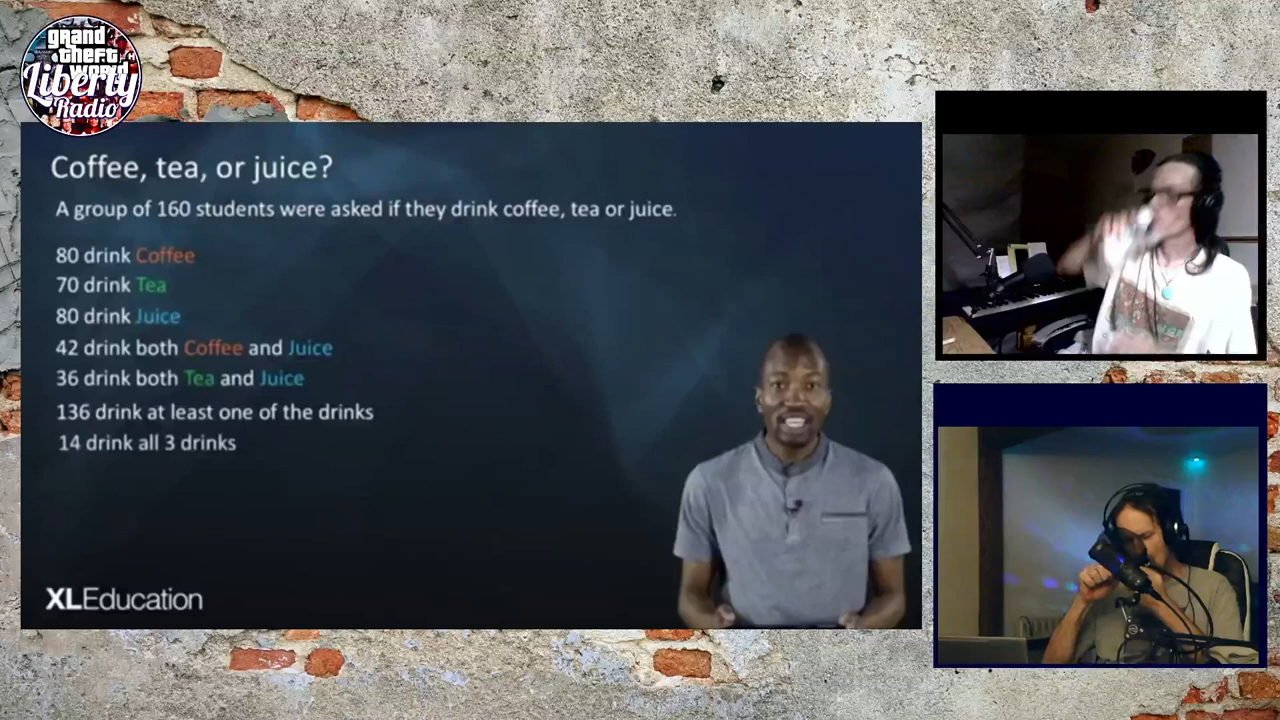 grand
theft
world
Liberty
Radio
Coffee, tea, or juice?
A group of 160 students were asked if they drink coffee, tea or juice.
80 drink Coffee
70 drink Tea
80 drink Juice
42 drink both Coffee and Juice
36 drink both Tea and Juice
136 drink at least one of the drinks
14 drink all 3 drinks
XLEducation